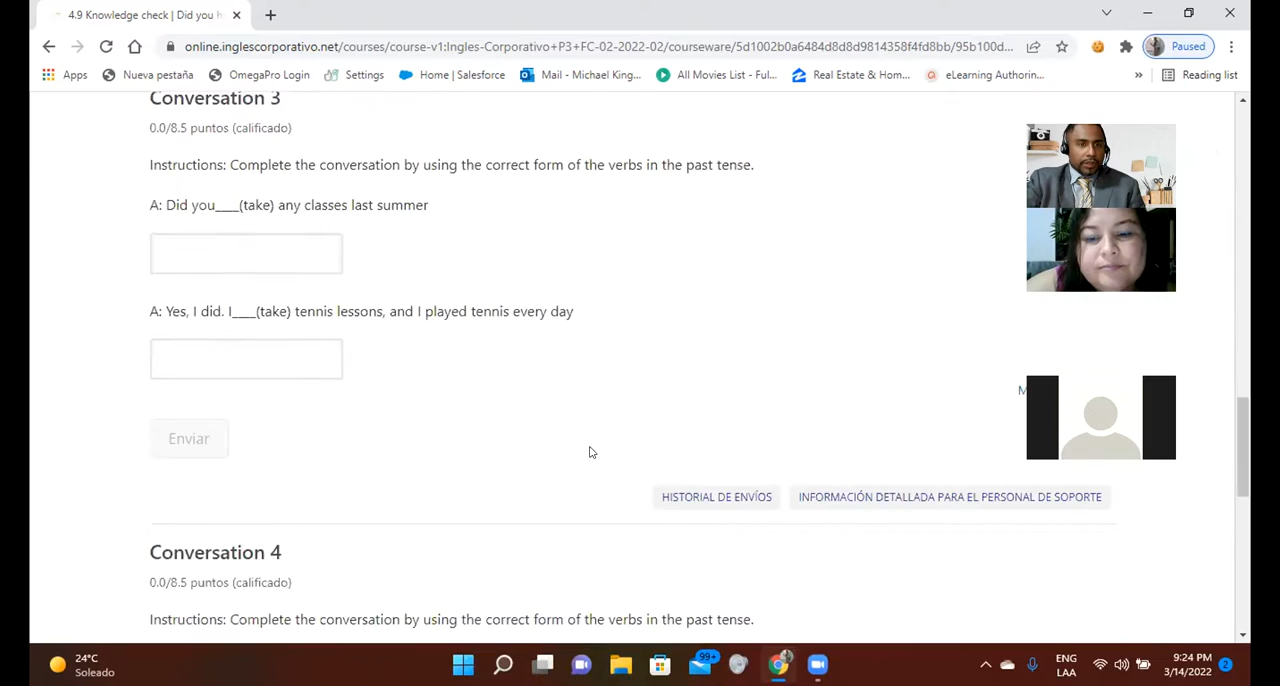 4.9 Knowledge check | Did you h
online.inglescorporativo.net/courses/course-v1:Ingles-Corporativo+P3+FC-02-2022-02/courseware/5d1002b0a6484d8d8d9814358f4fd8bb/95b100d...
Paused
Apps
Nueva pestaña
OmegaPro Login
Settings
Home | Salesforce
Mail - Michael King...
All Movies List - Ful...
Real Estate & Hom...
eLearning Authorin...
»
Reading list
Conversation 3
0.0/8.5 puntos (calificado)
Instructions: Complete the conversation by using the correct form of the verbs in the past tense.
A: Did you____(take) any classes last summer
A: Yes, I did. I____(take) tennis lessons, and I played tennis every day
M
Enviar
HISTORIAL DE ENVÍOS
INFORMACIÓN DETALLADA PARA EL PERSONAL DE SOPORTE
Conversation 4
0.0/8.5 puntos (calificado)
Instructions: Complete the conversation by using the correct form of the verbs in the past tense.
24°C
Soleado
99+
ENG
LAA
9:24 PM
3/14/2022
2